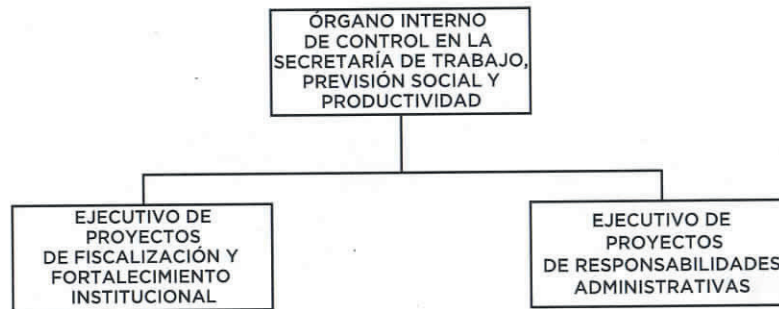 ÓRGANO INTERNO
DE CONTROL EN LA
SECRETARÍA DE TRABAJO,
PREVISIÓN SOCIAL Y
PRODUCTIVIDAD
EJECUTIVO DE
PROYECTOS
DE FISCALIZACIÓN Y
FORTALECIMIENTO
INSTITUCIONAL
EJECUTIVO DE
PROYECTOS
DE RESPONSABILIDADES
ADMINISTRATIVAS